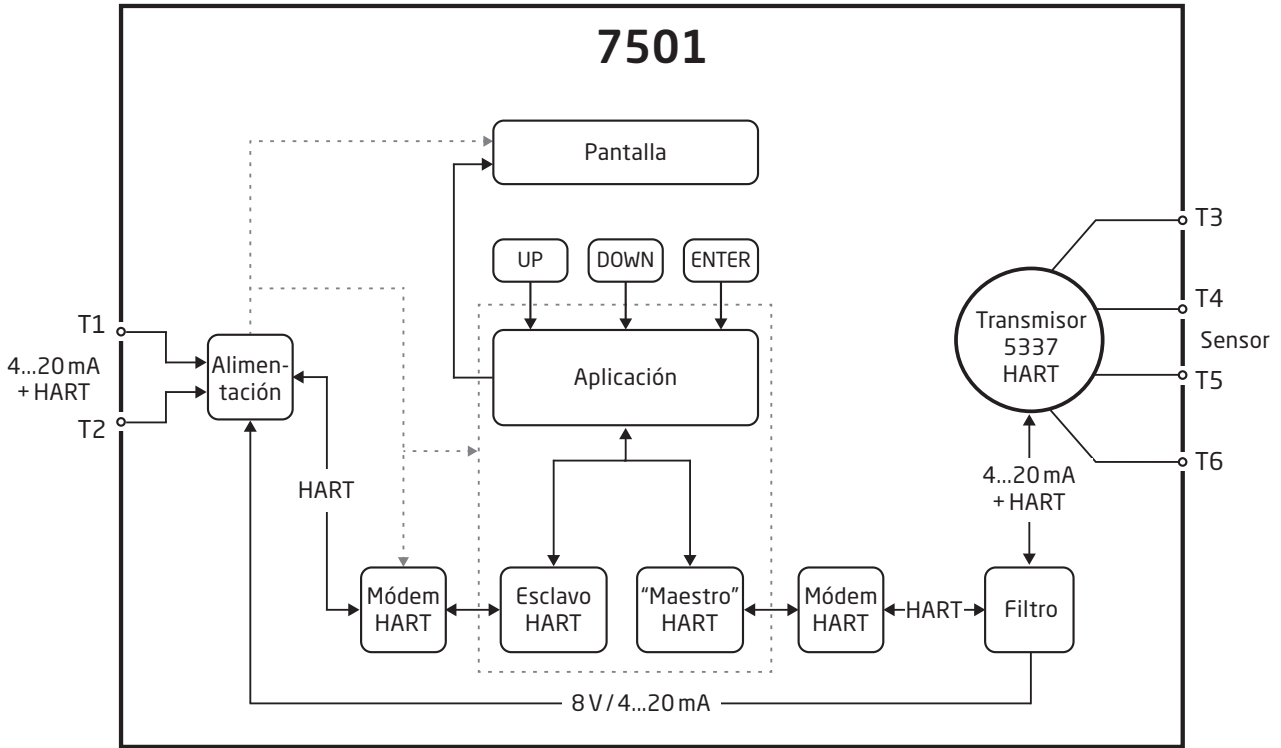 7501
Pantalla
UP
DOWN
ENTER
T1
4...20 mA
+ HART
T2
Alimen-
tación
Aplicación
Transmisor
5337
HART
T3
T4
Sensor
T5
T6
HART
4...20 mA
+ HART
Módem
HART
Esclavo
HART
"Maestro"
HART
Módem
HART
HART
Filtro
8 V / 4...20 mA